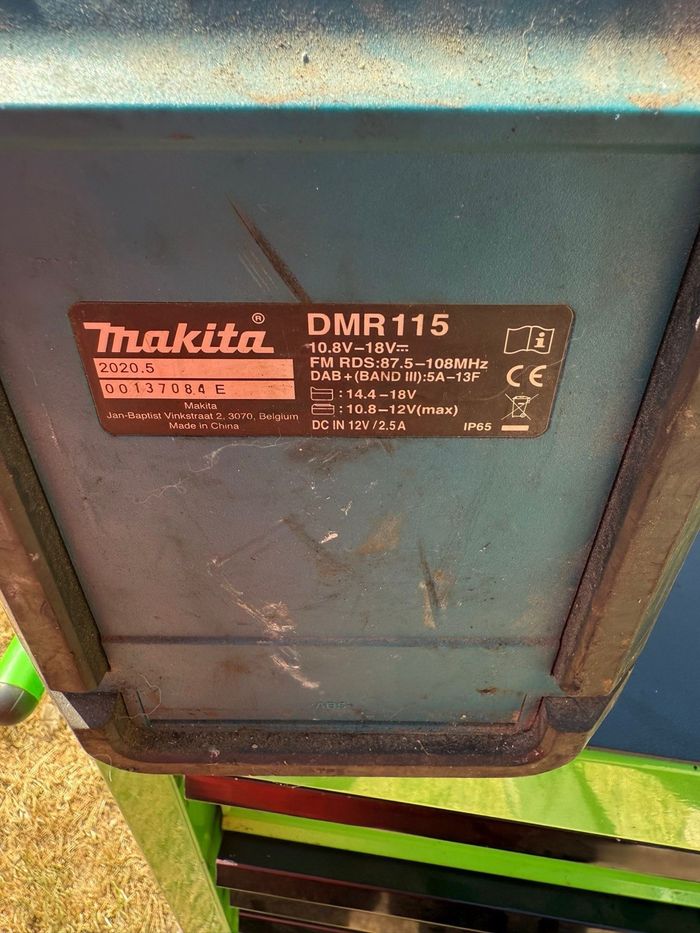 makita®
2020.5
00137084 E
Makita
Jan-Baptist Vinkstraat 2, 3070, Belgium
Made in China
DMR115
10.8V-18V⎓
FM RDS:87.5-108MHz
DAB+(BAND III):5A-13F
: 14.4-18V
: 10.8-12V(max)
DC IN 12V/2.5A
i
CE
IP65